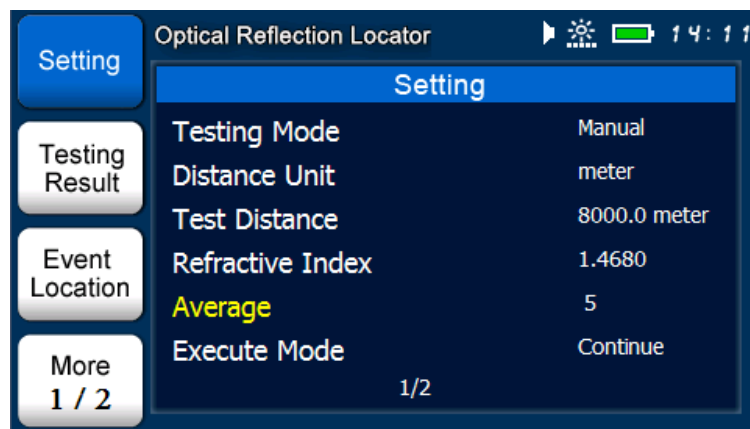 Setting
Optical Reflection Locator
14:11
Setting
Testing Mode Manual
Distance Unit meter
Test Distance 8000.0 meter
Refractive Index 1.4680
Average 5
Execute Mode Continue
1/2
Testing
Result
Event
Location
More
1 / 2